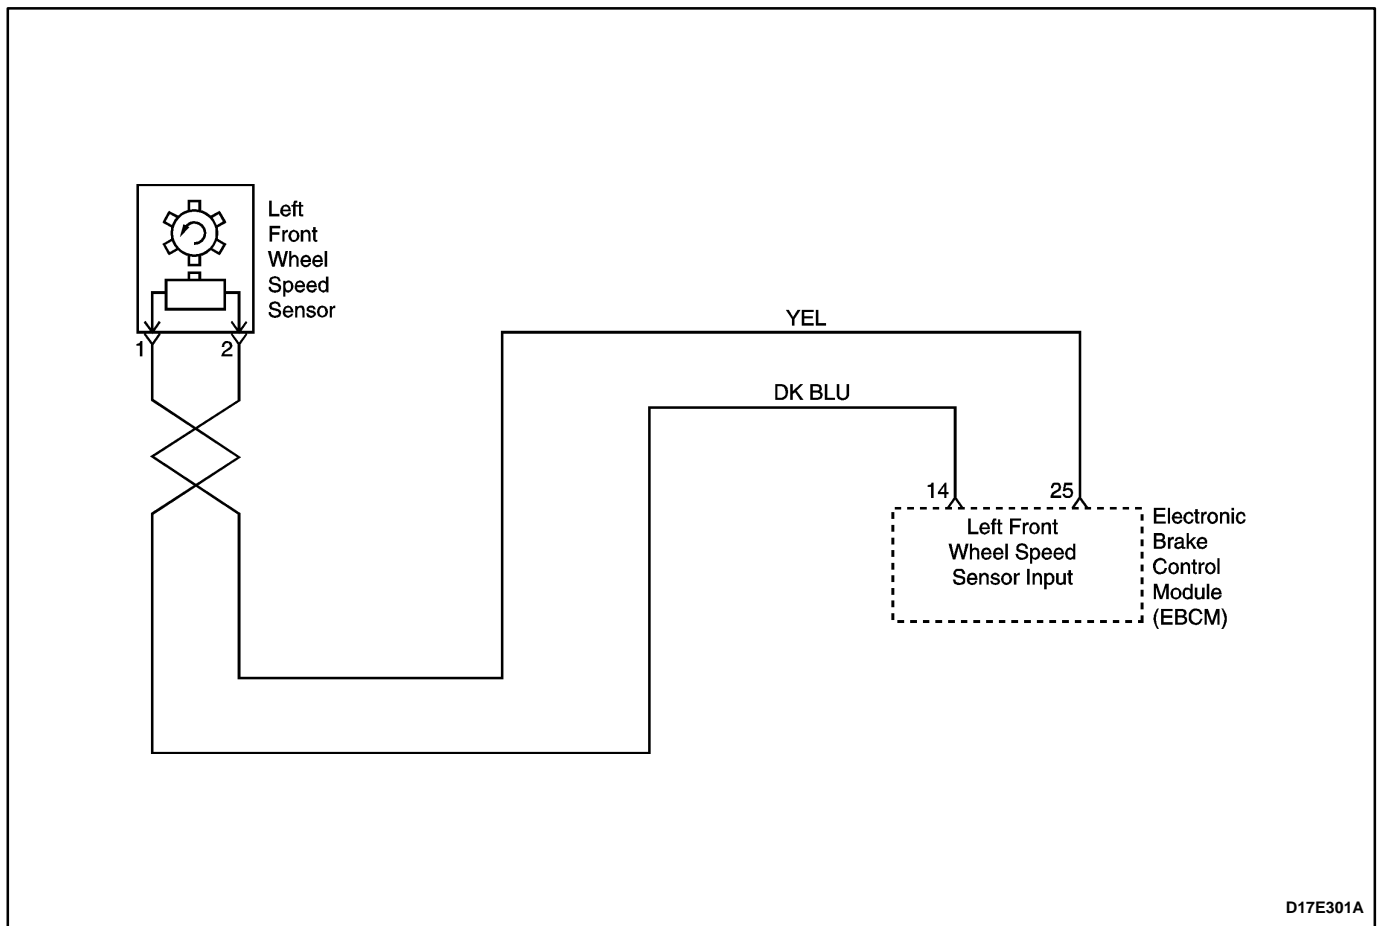 Left
Front
Wheel
Speed
Sensor
1
2
YEL
DK BLU
14
25
Left Front
Wheel Speed
Sensor Input
Electronic
Brake
Control
Module
(EBCM)
D17E301A